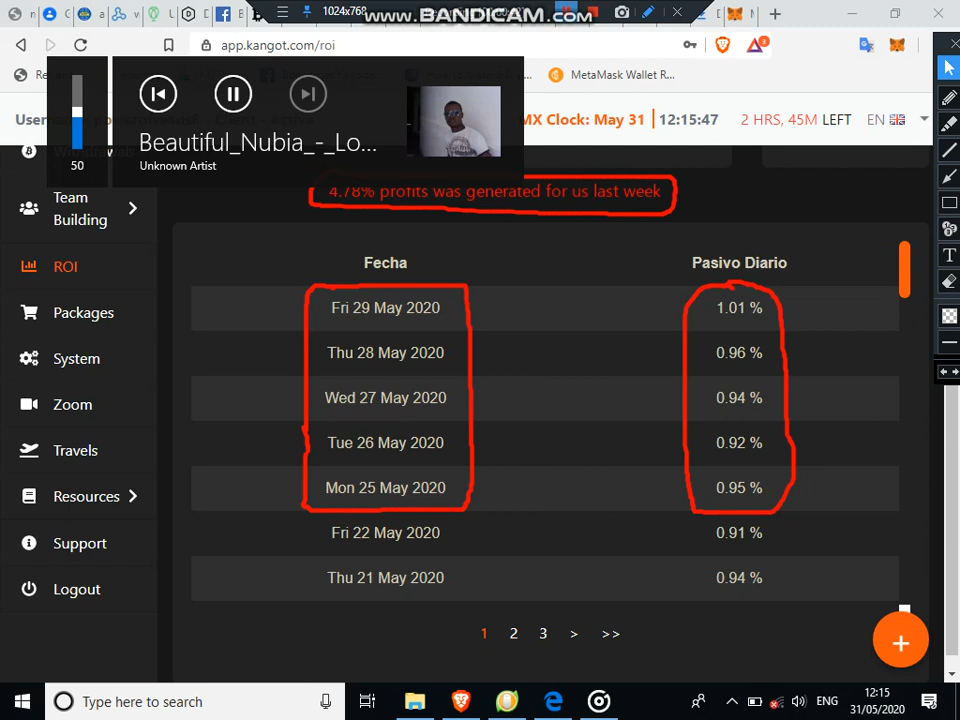 1024x768
www.BANDICAM.com
app.kangot.com/roi
3
MetaMask Wallet R...
Beautiful_Nubia_-_Lo...
Unknown Artist
50
MX Clock: May 31
12:15:47
2 HRS, 45M LEFT
EN
Team
Building
ROI
Packages
System
Zoom
Travels
Resources
Support
Logout
4.78% profits was generated for us last week
Fecha Pasivo Diario
Fri 29 May 2020 1.01 %
Thu 28 May 2020 0.96 %
Wed 27 May 2020 0.94 %
Tue 26 May 2020 0.92 %
Mon 25 May 2020 0.95 %
Fri 22 May 2020 0.91 %
Thu 21 May 2020 0.94 %
1 2 3 > >>
+
Type here to search
ENG
12:15
31/05/2020